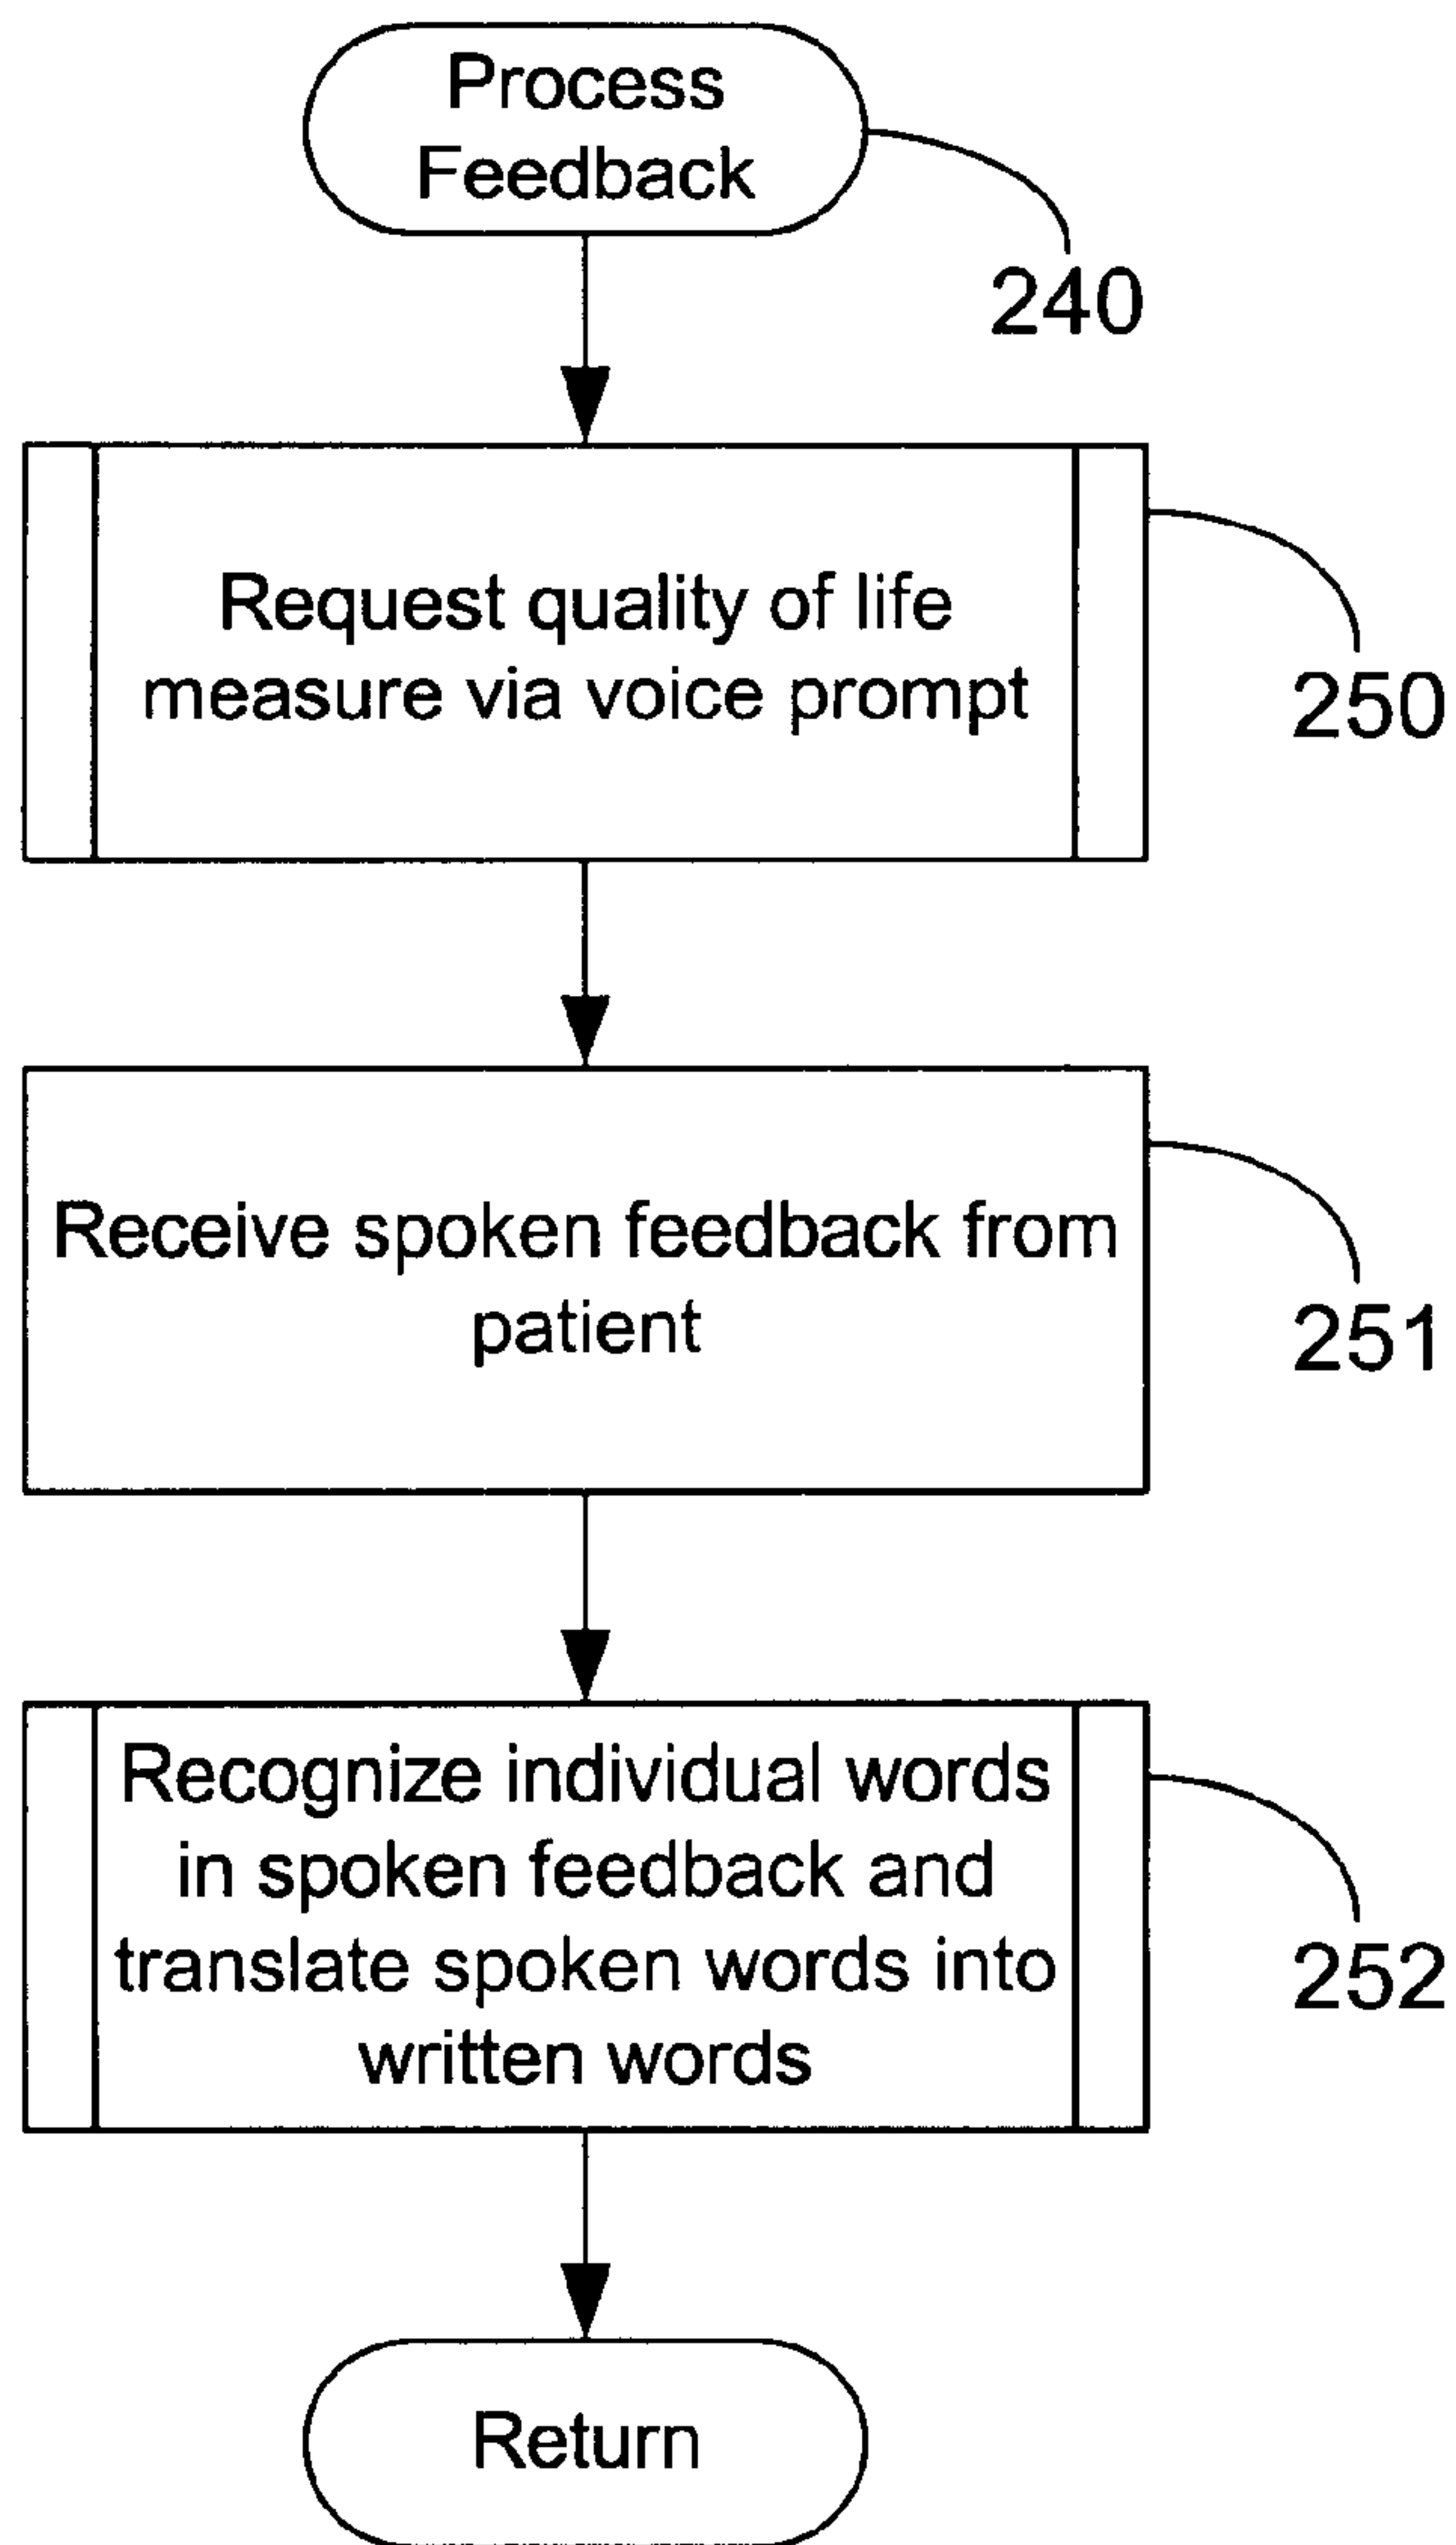 Process
Feedback
240
Request quality of life
measure via voice prompt
250
Receive spoken feedback from
patient
251
Recognize individual words
in spoken feedback and
translate spoken words into
written words
252
Return